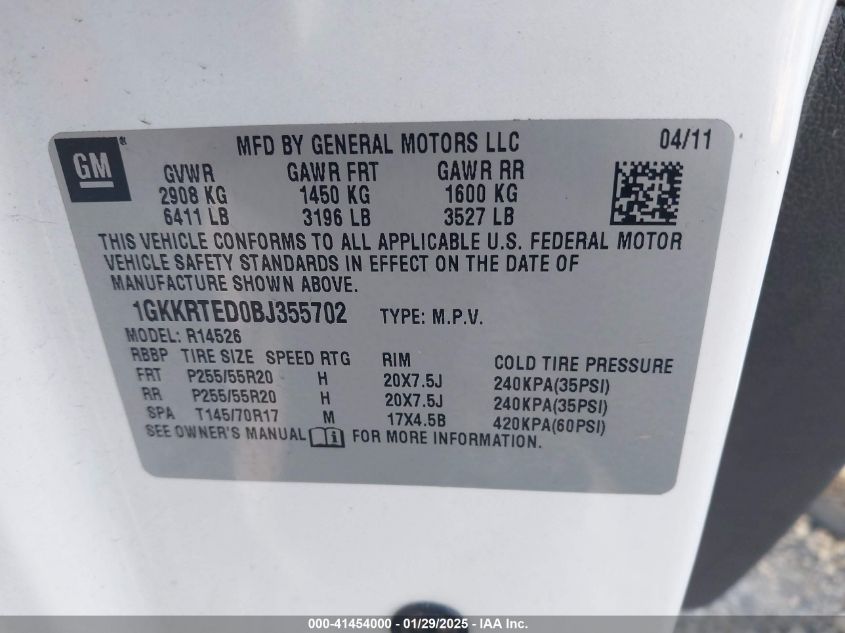 GM
MFD BY GENERAL MOTORS LLC 04/11
GVWR GAWR FRT GAWR RR
2908 KG 1450 KG 1600 KG
6411 LB 3196 LB 3527 LB
THIS VEHICLE CONFORMS TO ALL APPLICABLE U.S. FEDERAL MOTOR
VEHICLE SAFETY STANDARDS IN EFFECT ON THE DATE OF
MANUFACTURE SHOWN ABOVE.
1GKKRTED0BJ355702 TYPE: M.P.V.
MODEL: R14526
RBBP TIRE SIZE SPEED RTG RIM COLD TIRE PRESSURE
FRT P255/55R20 H 20X7.5J 240KPA(35PSI)
RR P255/55R20 H 20X7.5J 240KPA(35PSI)
SPA T145/70R17 M 17X4.5B 420KPA(60PSI)
SEE OWNER'S MANUAL FOR MORE INFORMATION.
000-41454000 - 01/29/2025 - IAA Inc.